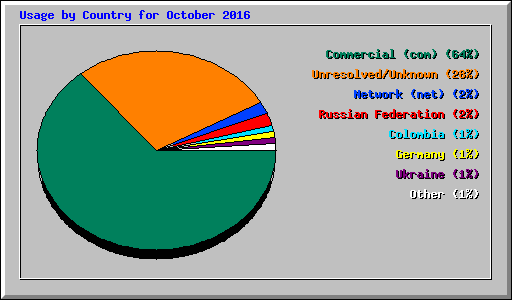 Usage by Country for October 2016
Commercial (com) (64%)
Unresolved/Unknown (28%)
Network (net) (2%)
Russian Federation (2%)
Colombia (1%)
Germany (1%)
Ukraine (1%)
Other (1%)